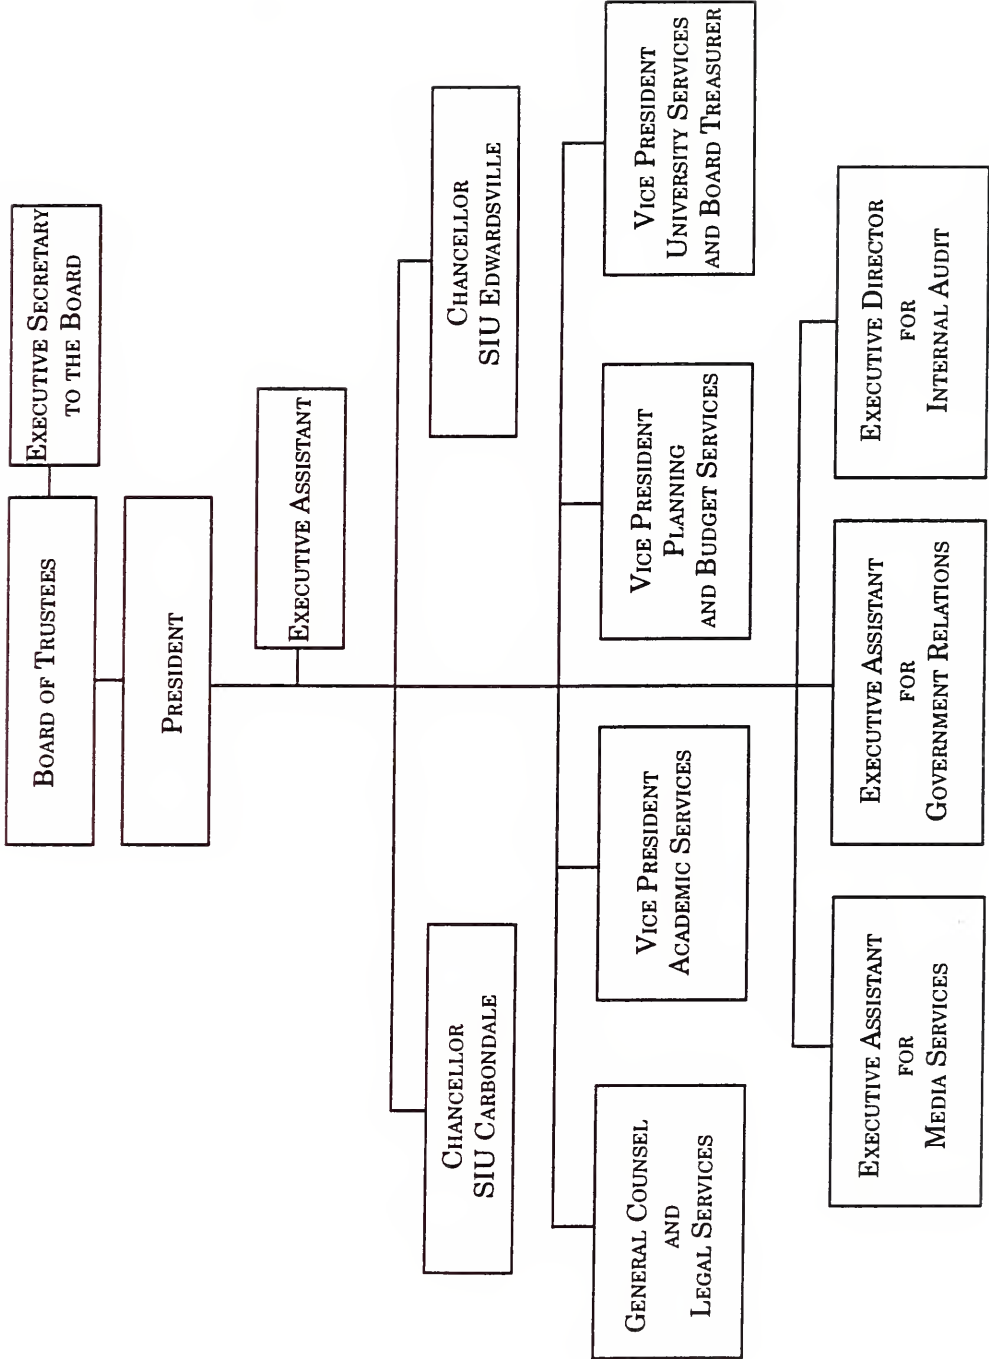 BOARD OF TRUSTEES
EXECUTIVE SECRETARY
TO THE BOARD
PRESIDENT
EXECUTIVE ASSISTANT
CHANCELLOR
SIU CARBONDALE
CHANCELLOR
SIU EDWARDSVILLE
GENERAL COUNSEL
AND
LEGAL SERVICES
VICE PRESIDENT
ACADEMIC SERVICES
VICE PRESIDENT
PLANNING
AND BUDGET SERVICES
VICE PRESIDENT
UNIVERSITY SERVICES
AND BOARD TREASURER
EXECUTIVE ASSISTANT
FOR
MEDIA SERVICES
EXECUTIVE ASSISTANT
FOR
GOVERNMENT RELATIONS
EXECUTIVE DIRECTOR
FOR
INTERNAL AUDIT